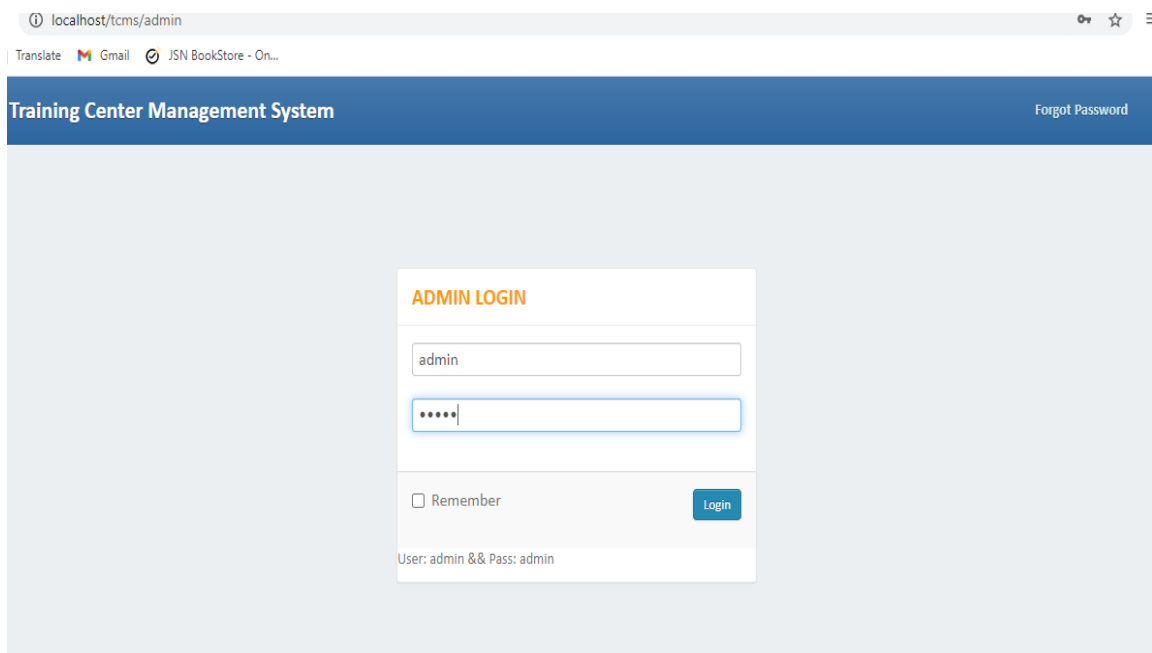 localhost/tcms/admin
Translate Gmail JSN BookStore - On...
Training Center Management System Forgot Password
ADMIN LOGIN
admin
•••••
Remember Login
User: admin && Pass: admin